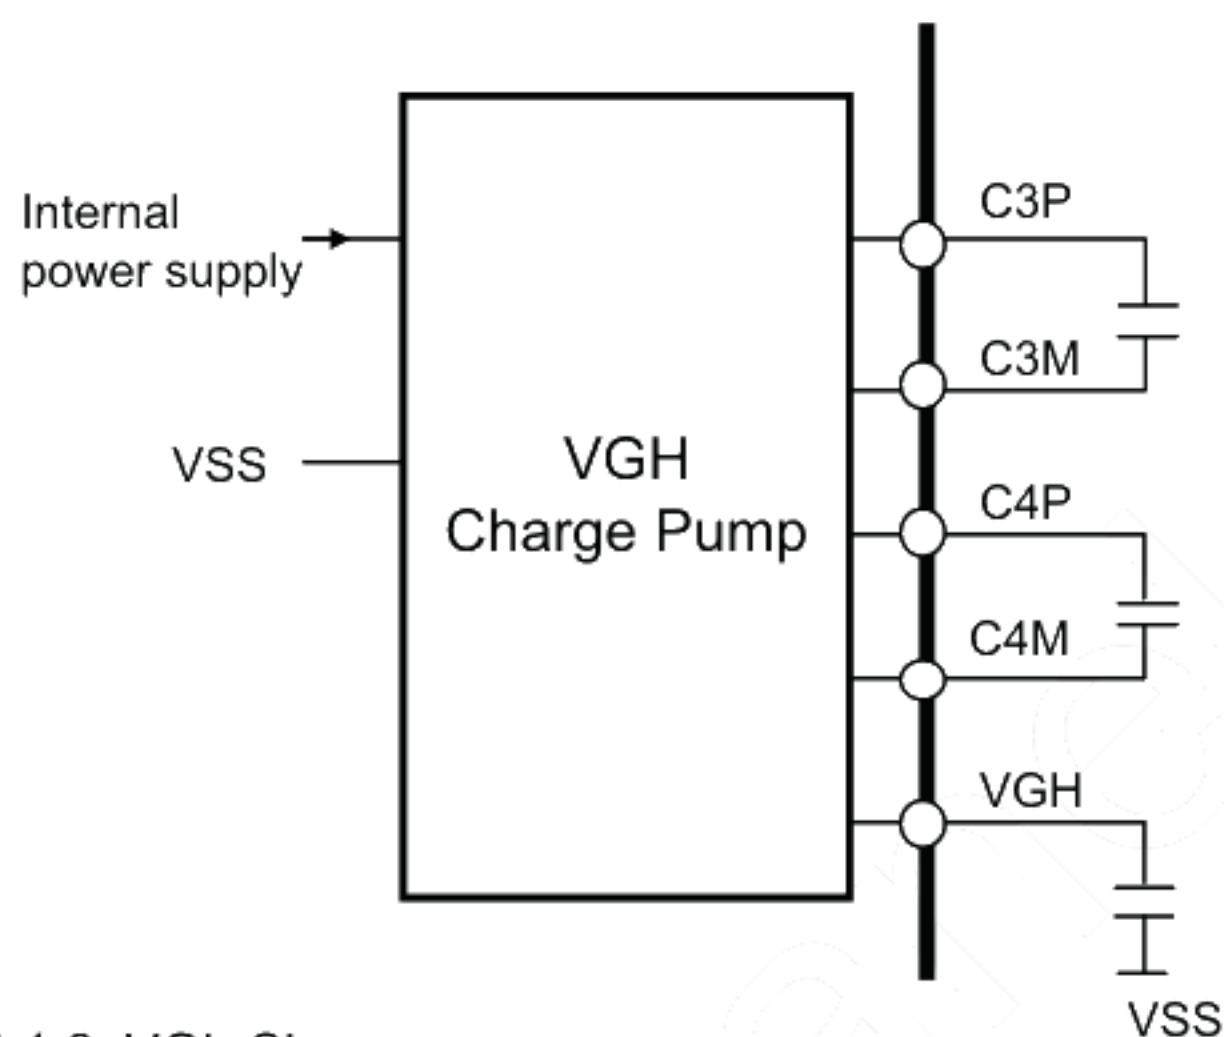 C3P
Internal
power supply
C3M
VGH
VSS
C4P
Charge Pump
C4M
VGH
VSS